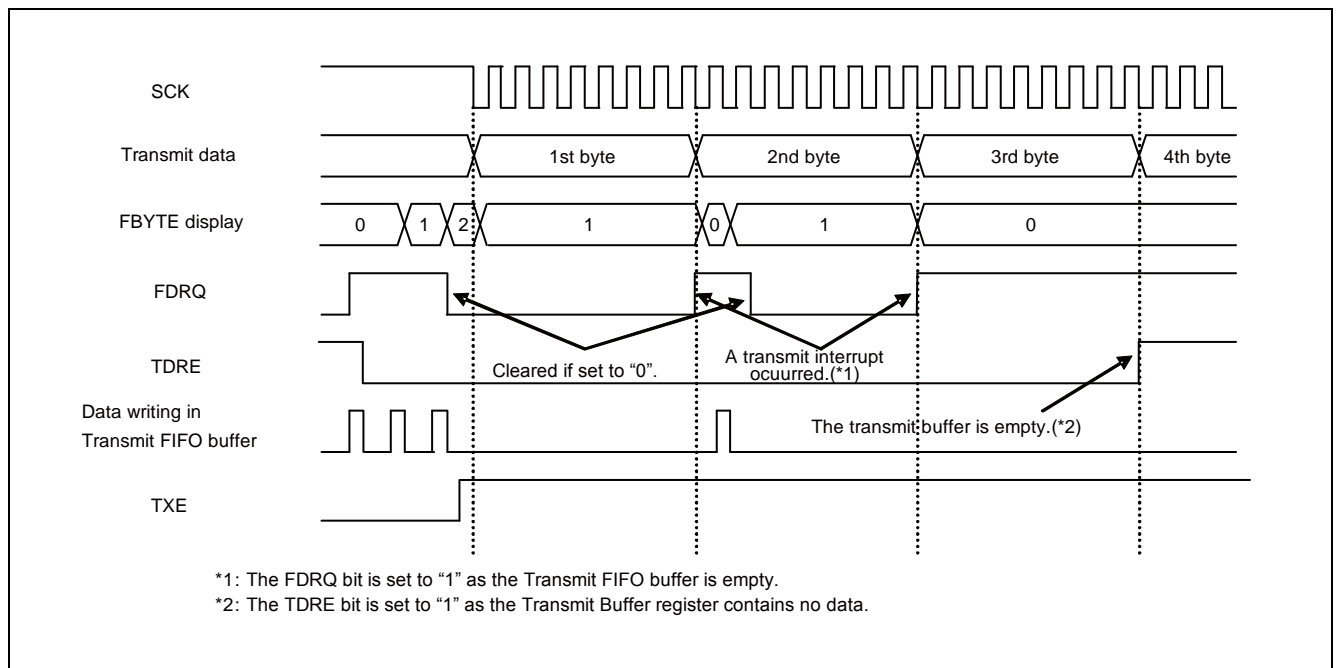 SCK
Transmit data
1st byte
2nd byte
3rd byte
4th byte
FBYTE display
0
1
2
1
0
1
0
FDRQ
Cleared if set to “0”.
A transmit interrupt
ocuurred.(*1)
TDRE
Data writing in
Transmit FIFO buffer
The transmit buffer is empty.(*2)
TXE
*1: The FDRQ bit is set to “1” as the Transmit FIFO buffer is empty.
*2: The TDRE bit is set to “1” as the Transmit Buffer register contains no data.